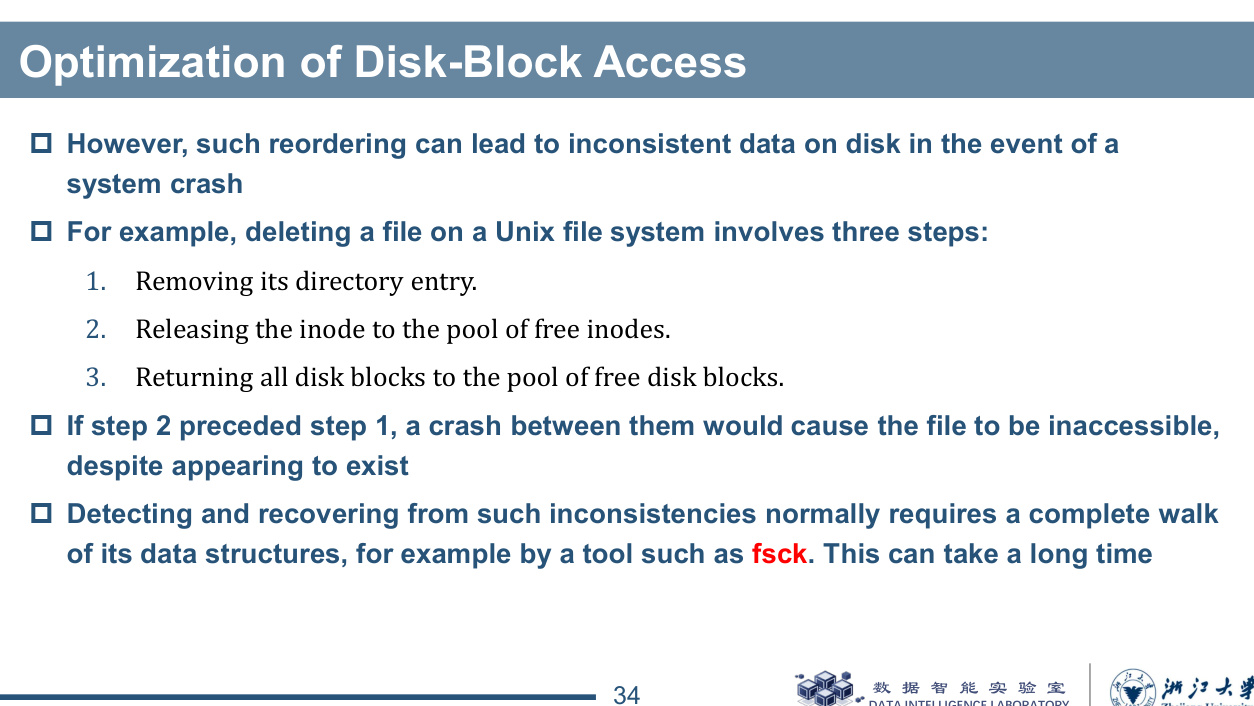 Optimization of Disk-Block Access
However, such reordering can lead to inconsistent data on disk in the event of a
system crash
For example, deleting a file on a Unix file system involves three steps:
1. Removing its directory entry.
2. Releasing the inode to the pool of free inodes.
3. Returning all disk blocks to the pool of free disk blocks.
If step 2 preceded step 1, a crash between them would cause the file to be inaccessible,
despite appearing to exist
Detecting and recovering from such inconsistencies normally requires a complete walk
of its data structures, for example by a tool such as fsck. This can take a long time
34
数据智能实验室
DATA INTELLIGENCE LABORATORY
浙江大学